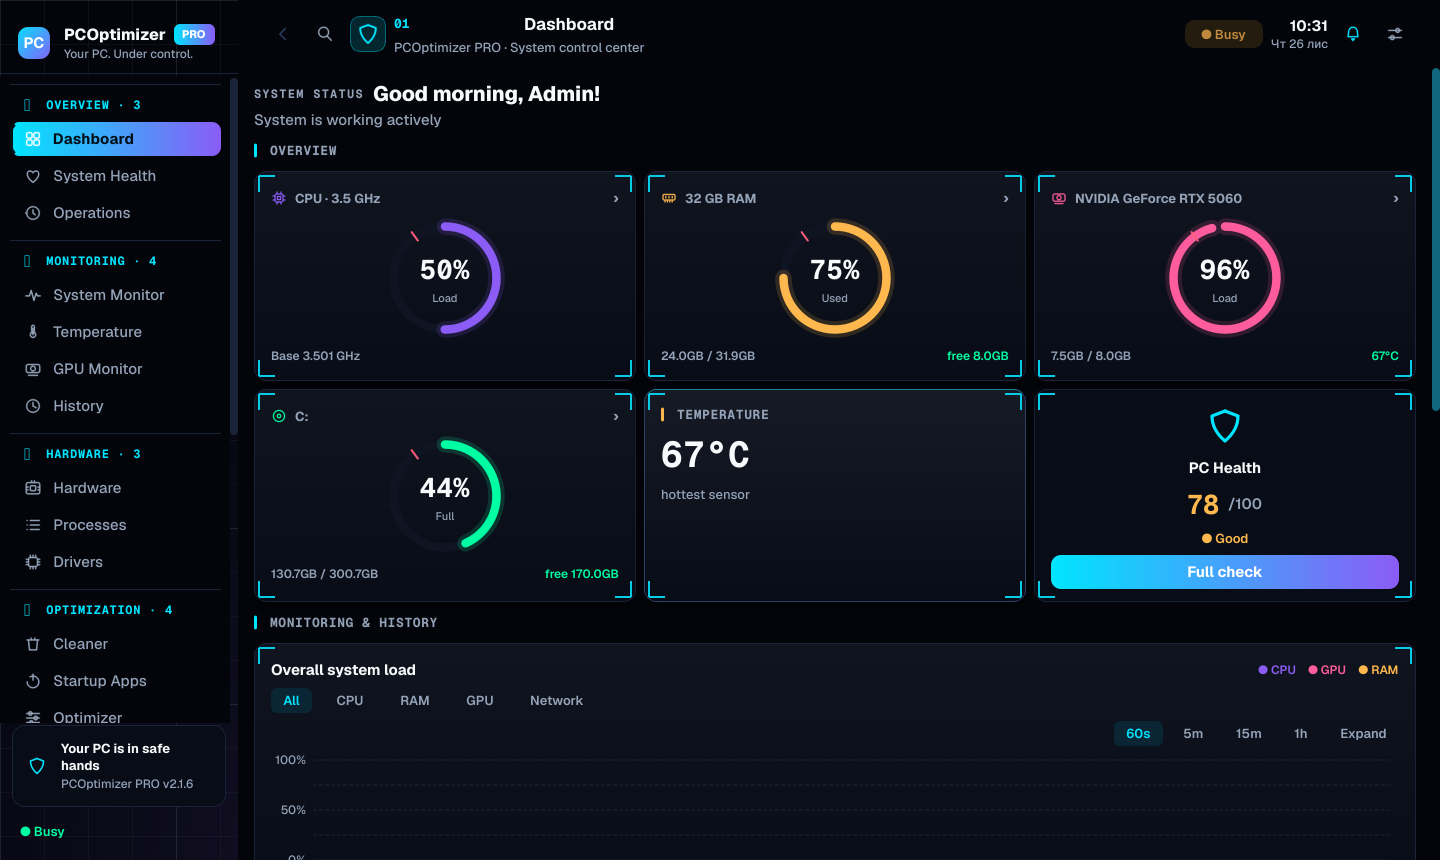 PC
PCOptimizer PRO
Your PC. Under control.
OVERVIEW · 3
Dashboard
System Health
Operations
MONITORING · 4
System Monitor
Temperature
GPU Monitor
History
HARDWARE · 3
Hardware
Processes
Drivers
OPTIMIZATION · 4
Cleaner
Startup Apps
Optimizer
Your PC is in safe
hands
PCOptimizer PRO v2.1.6
Busy
01
Dashboard
PCOptimizer PRO · System control center
Busy
10:31
Чт 26 лис
SYSTEM STATUS Good morning, Admin!
System is working actively
OVERVIEW
CPU · 3.5 GHz
50%
Load
Base 3.501 GHz
32 GB RAM
75%
Used
24.0GB / 31.9GB
free 8.0GB
NVIDIA GeForce RTX 5060
96%
Load
7.5GB / 8.0GB
67°C
C:
44%
Full
130.7GB / 300.7GB
free 170.0GB
TEMPERATURE
67°C
hottest sensor
PC Health
78 /100
Good
Full check
MONITORING & HISTORY
Overall system load
CPU GPU RAM
All CPU RAM GPU Network
60s 5m 15m 1h Expand
100%
50%
0%